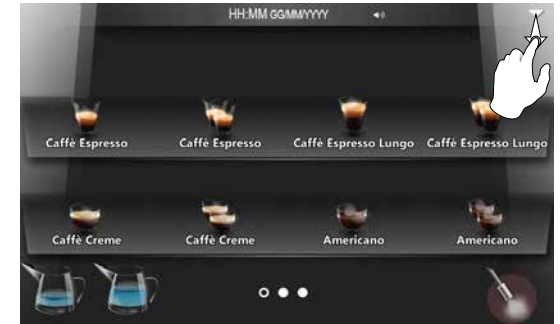 HH:MM GG/MM/YYYY
Caffè Espresso Caffè Espresso Caffè Espresso Lungo Caffè Espresso Lungo
Caffè Creme Caffè Creme Americano Americano